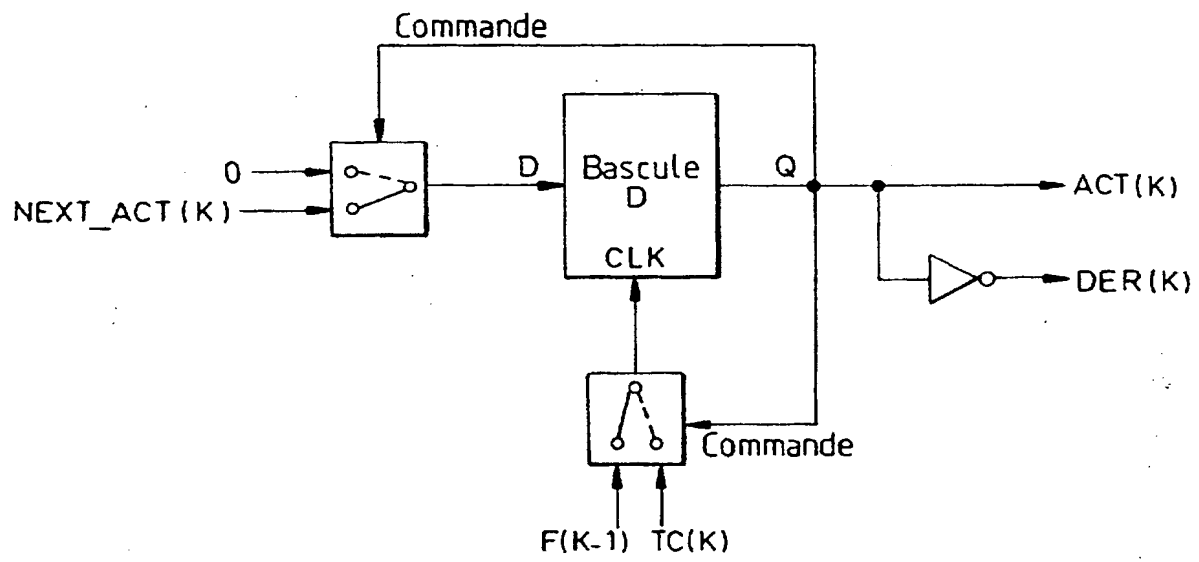 Commande
0
NEXT_ACT(K)
D
Bascule
D
CLK
Q
ACT(K)
DER(K)
Commande
F(K-1)
TC(K)